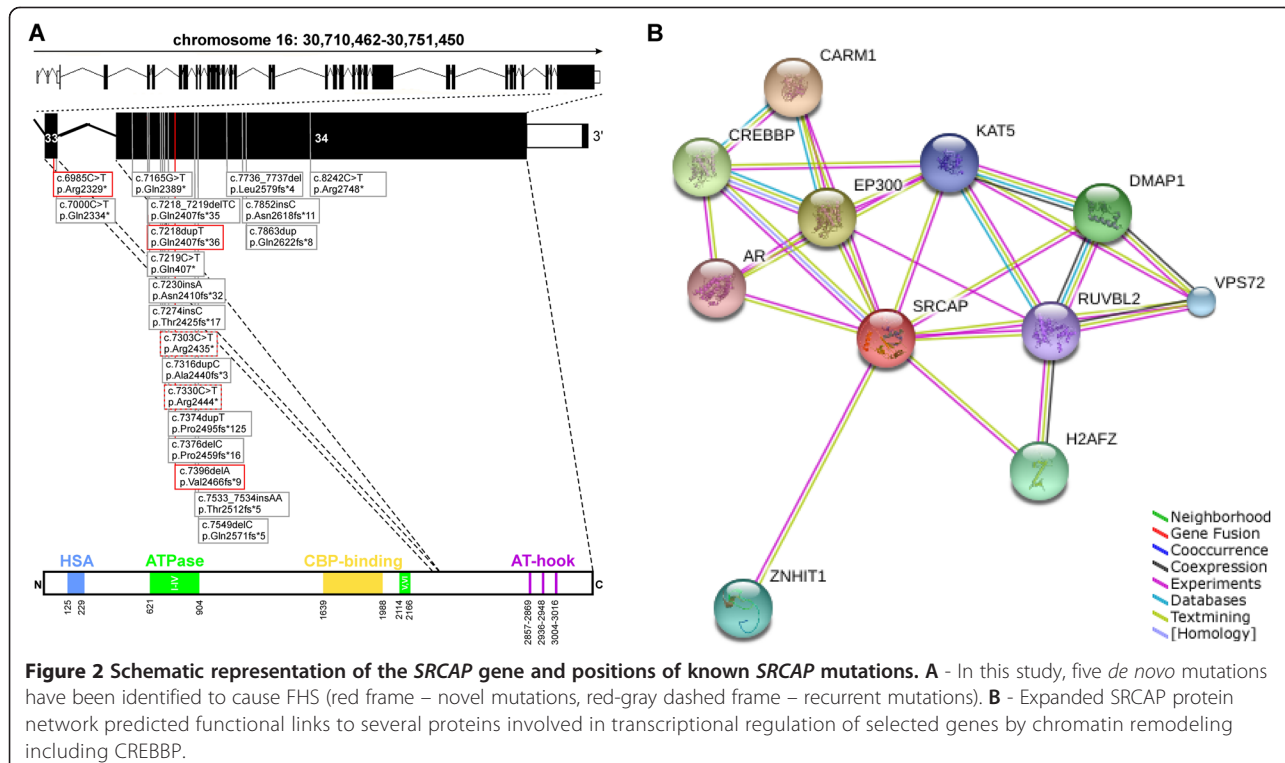 A
chromosome 16: 30,710,462-30,751,450
33
34
3'
c.6985C>T
p.Arg2329*
c.7000C>T
p.Gln2334*
c.7165G>T
p.Gln2389*
c.7218_7219delTC
p.Gln2407fs*35
c.7218dupT
p.Gln2407fs*36
c.7219C>T
p.Gln407*
c.7230insA
p.Asn2410fs*32
c.7274insC
p.Thr2425fs*17
c.7303C>T
p.Arg2435*
c.7316dupC
p.Ala2440fs*3
c.7330C>T
p.Arg2444*
c.7374dupT
p.Pro2495fs*125
c.7376delC
p.Pro2459fs*16
c.7396delA
p.Val2466fs*9
c.7533_7534insAA
p.Thr2512fs*5
c.7549delC
p.Gln2571fs*5
c.7736_7737del
p.Leu2579fs*4
c.7852insC
p.Asn2618fs*11
c.7863dup
p.Gln2622fs*8
c.8242C>T
p.Arg2748*
HSA
ATPase
CBP-binding
AT-hook
N
I-IV
V,VI
C
125
229
621
904
1639
1988
2114
2166
2857-2869
2936-2948
3004-3016
B
CARM1
CREBBP
KAT5
EP300
DMAP1
AR
VPS72
SRCAP
RUVBL2
H2AFZ
ZNHIT1
Neighborhood
Gene Fusion
Cooccurrence
Coexpression
Experiments
Databases
Textmining
[Homology]
Figure 2 Schematic representation of the SRCAP gene and positions of known SRCAP mutations. A - In this study, five de novo mutations
have been identified to cause FHS (red frame – novel mutations, red-gray dashed frame – recurrent mutations). B - Expanded SRCAP protein
network predicted functional links to several proteins involved in transcriptional regulation of selected genes by chromatin remodeling
including CREBBP.